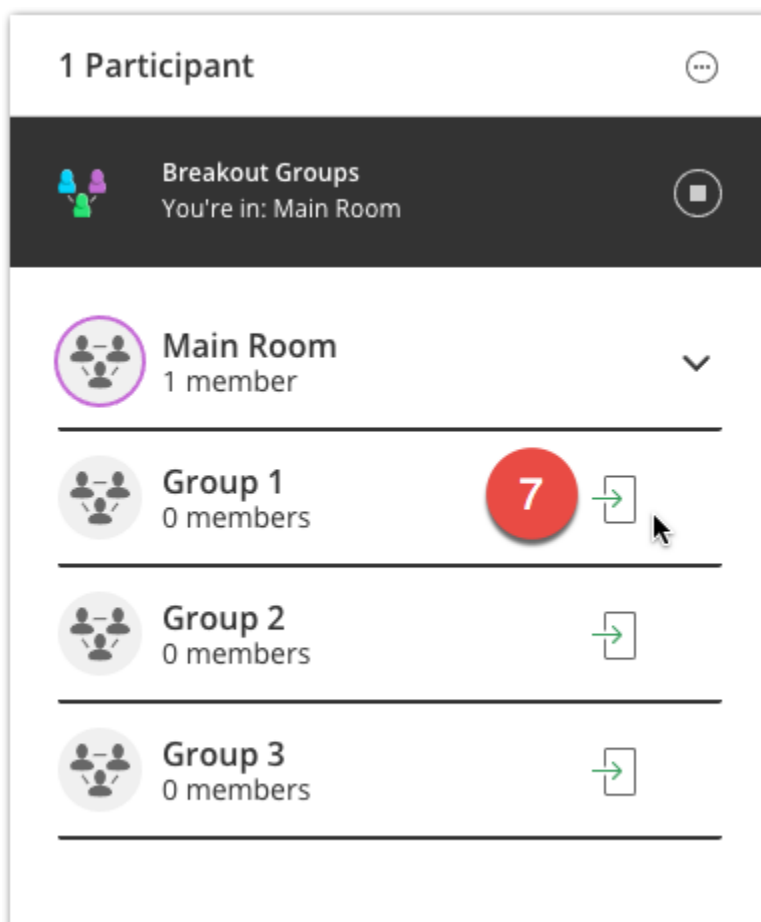 1 Participant
Breakout Groups
You're in: Main Room
Main Room
1 member
Group 1
0 members
7
Group 2
0 members
Group 3
0 members